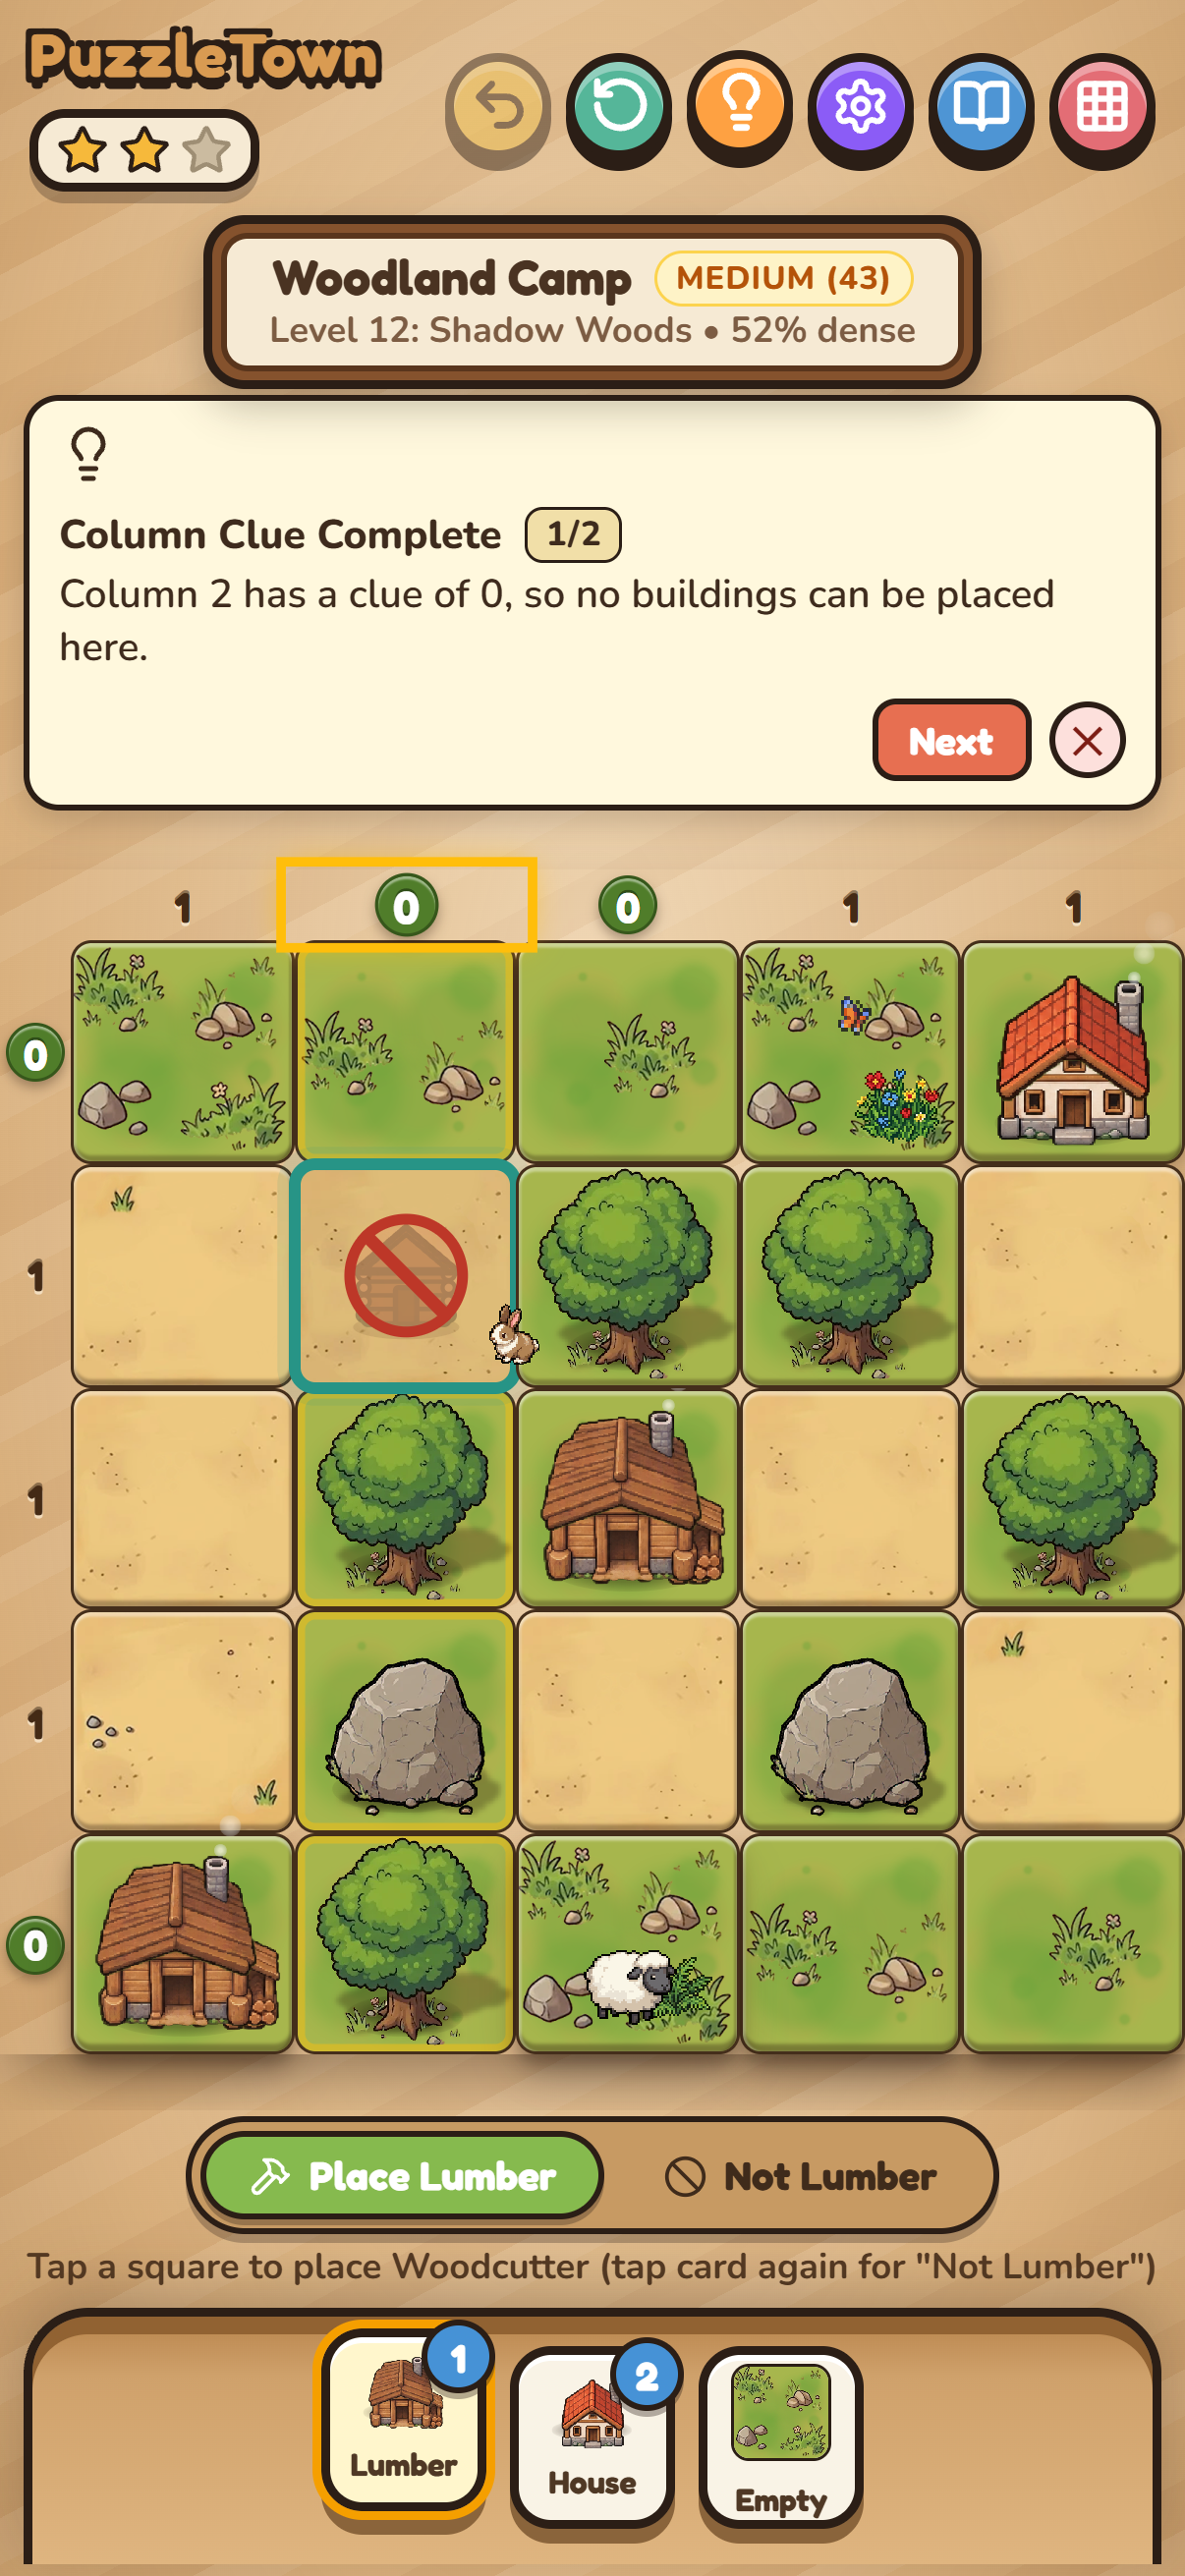 PuzzleTown
Woodland Camp MEDIUM (43)
Level 12: Shadow Woods • 52% dense
Column Clue Complete 1/2
Column 2 has a clue of 0, so no buildings can be placed
here.
Next
1 0 0 1 1
0
1
1
1
0
Place Lumber Not Lumber
Tap a square to place Woodcutter (tap card again for "Not Lumber")
1 2
Lumber House Empty